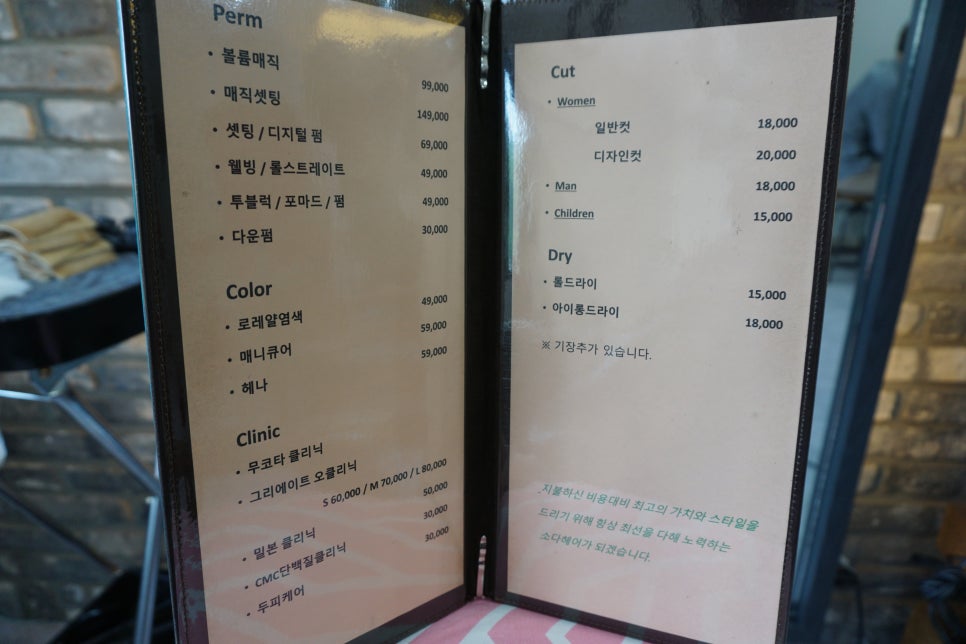 Perm
• 볼륨매직 99,000
• 매직셋팅 149,000
• 셋팅 / 디지털 펌 69,000
• 웰빙 / 롤스트레이트 49,000
• 투블럭 / 포마드 / 펌 49,000
• 다운펌 30,000
Color
• 로레얄염색 49,000
• 매니큐어 59,000
• 헤나 59,000
Clinic
• 무코타 클리닉
• 그리에이트 오클리닉
S 60,000 / M 70,000 / L 80,000
• 밀본 클리닉 50,000
• CMC단백질클리닉 30,000
• 두피케어 30,000
Cut
• Women
일반컷 18,000
디자인컷 20,000
• Man 18,000
• Children 15,000
Dry
• 롤드라이 15,000
• 아이롱드라이 18,000
※ 기장추가 있습니다.
지불하신 비용대비 최고의 가치와 스타일을
드리기 위해 항상 최선을 다해 노력하는
소다헤어가 되겠습니다.